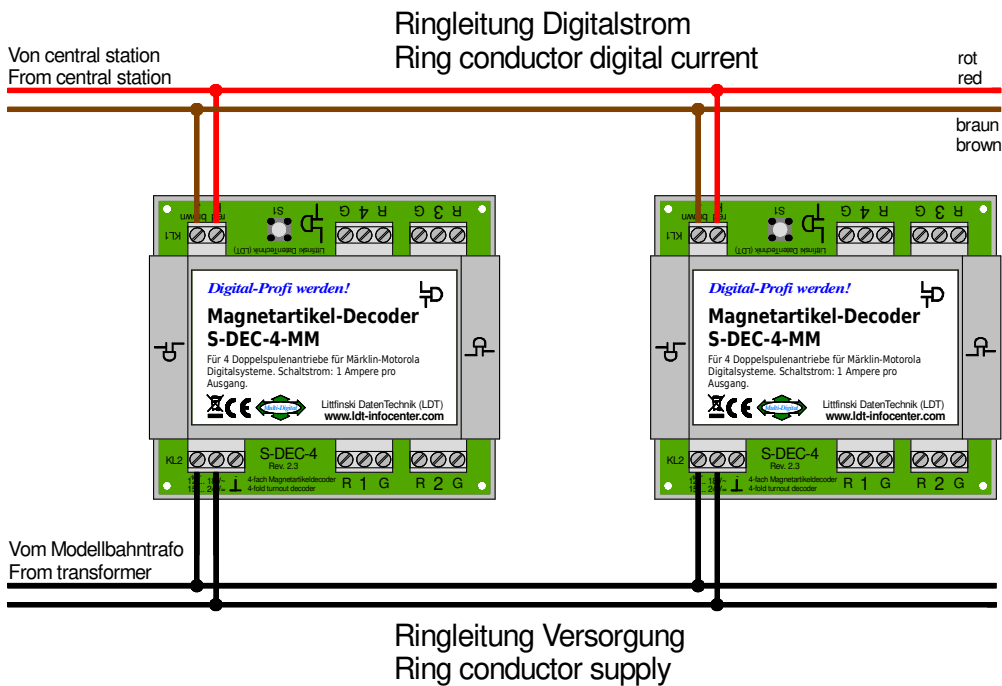 Ringleitung Digitalstrom
Ring conductor digital current
Von central station
From central station
rot
red
braun
brown
red brown
S1
G 4 R
G 3 R
KL1
Littfinski DatenTechnik (LDT)
Digital-Profi werden!
Magnetartikel-Decoder
S-DEC-4-MM
Für 4 Doppelspulenantriebe für Märklin-Motorola
Digitalsysteme. Schaltstrom: 1 Ampere pro
Ausgang.
CE
Multi-Digital
Littfinski DatenTechnik (LDT)
www.ldt-infocenter.com
KL2
S-DEC-4
Rev. 2.3
4-fach Magnetartikeldecoder
4-fold turnout decoder
R 1 G
R 2 G
red brown
S1
G 4 R
G 3 R
KL1
Littfinski DatenTechnik (LDT)
Digital-Profi werden!
Magnetartikel-Decoder
S-DEC-4-MM
Für 4 Doppelspulenantriebe für Märklin-Motorola
Digitalsysteme. Schaltstrom: 1 Ampere pro
Ausgang.
CE
Multi-Digital
Littfinski DatenTechnik (LDT)
www.ldt-infocenter.com
KL2
S-DEC-4
Rev. 2.3
4-fach Magnetartikeldecoder
4-fold turnout decoder
R 1 G
R 2 G
Vom Modellbahntrafo
From transformer
Ringleitung Versorgung
Ring conductor supply